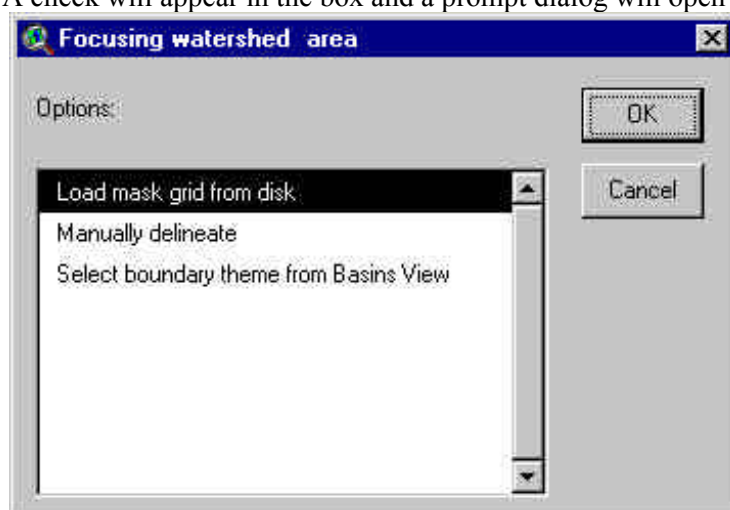 A check will appear in the box and a prompt dialog will open
Focusing watershed area
Options:
OK
Load mask grid from disk
Cancel
Manually delineate
Select boundary theme from Basins View